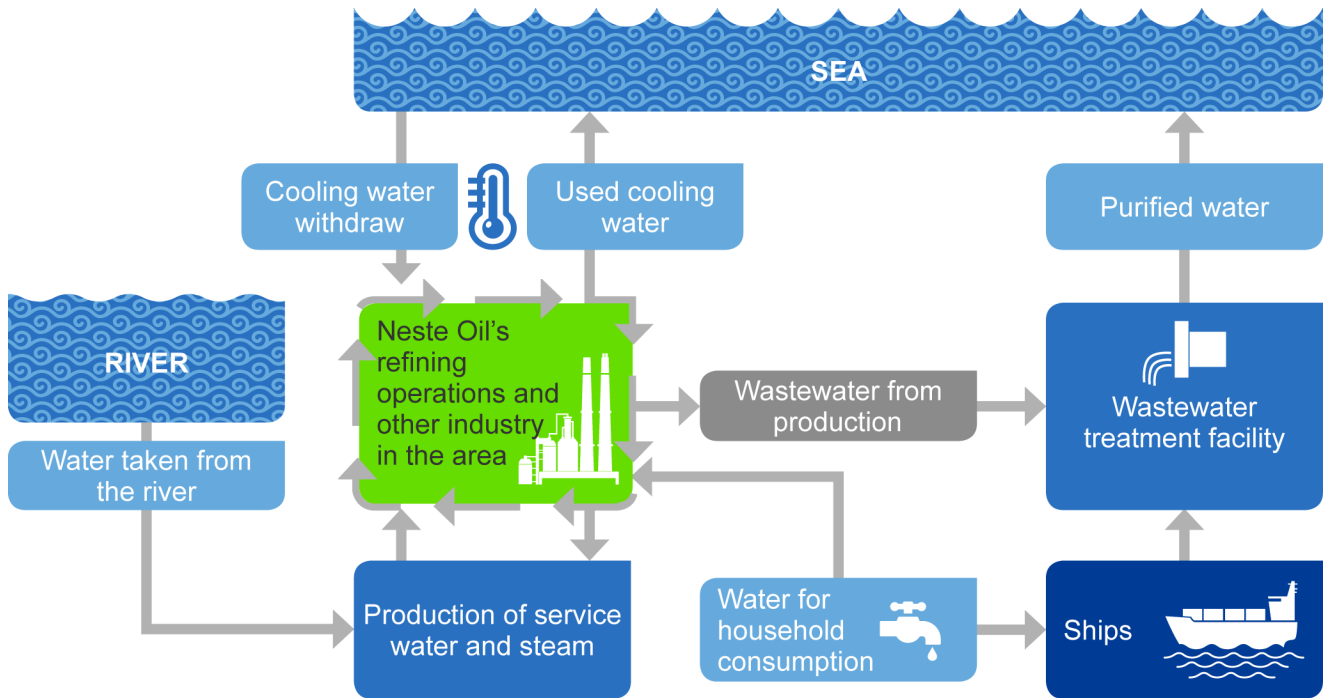 SEA
Cooling water
withdraw
Used cooling
water
Purified water
RIVER
Neste Oil’s
refining
operations and
other industry
in the area
Wastewater from
production
Wastewater
treatment facility
Water taken from
the river
Production of service
water and steam
Water for
household
consumption
Ships